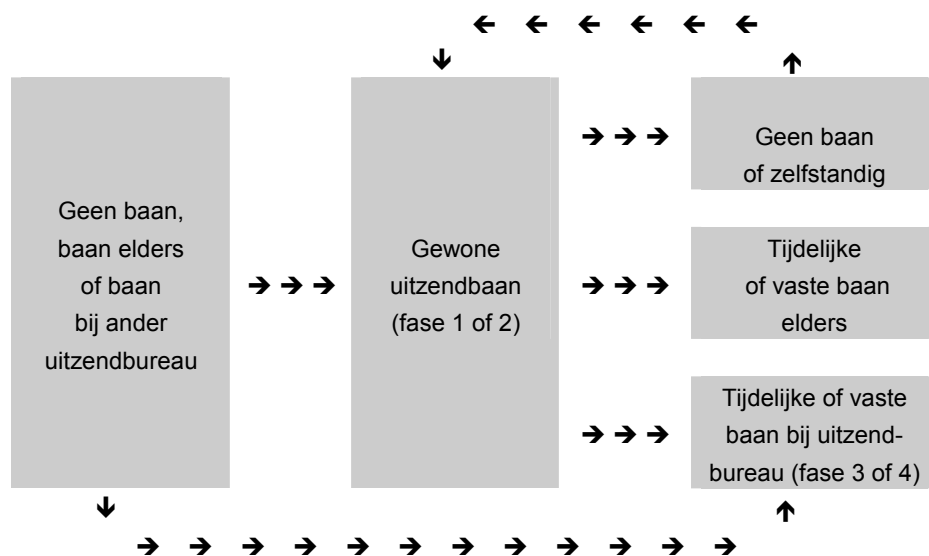 Geen baan,
baan elders
of baan
bij ander
uitzendbureau
Gewone
uitzendbaan
(fase 1 of 2)
Geen baan
of zelfstandig
Tijdelijke
of vaste baan
elders
Tijdelijke of vaste
baan bij uitzend-
bureau (fase 3 of 4)